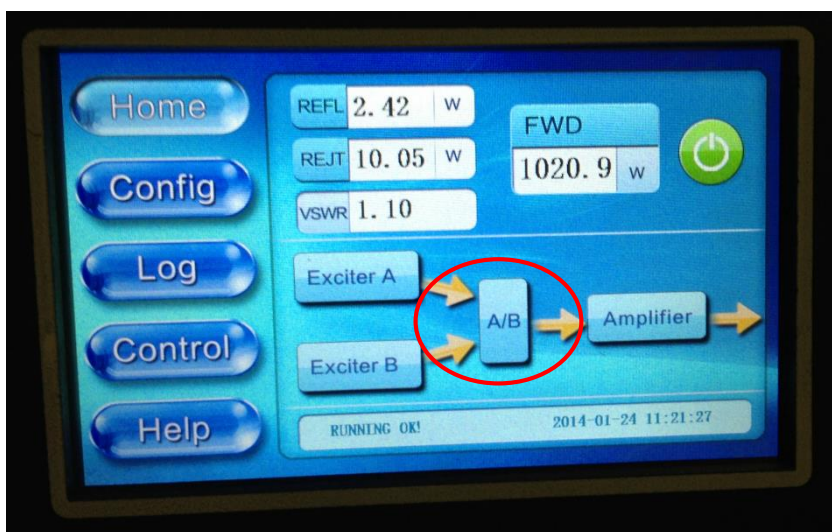 Home
Config
Log
Control
Help
REFL 2.42 W
REJT 10.05 W
VSWR 1.10
FWD
1020.9 W
Exciter A
Exciter B
A/B
Amplifier
RUNNING OK! 2014-01-24 11:21:27